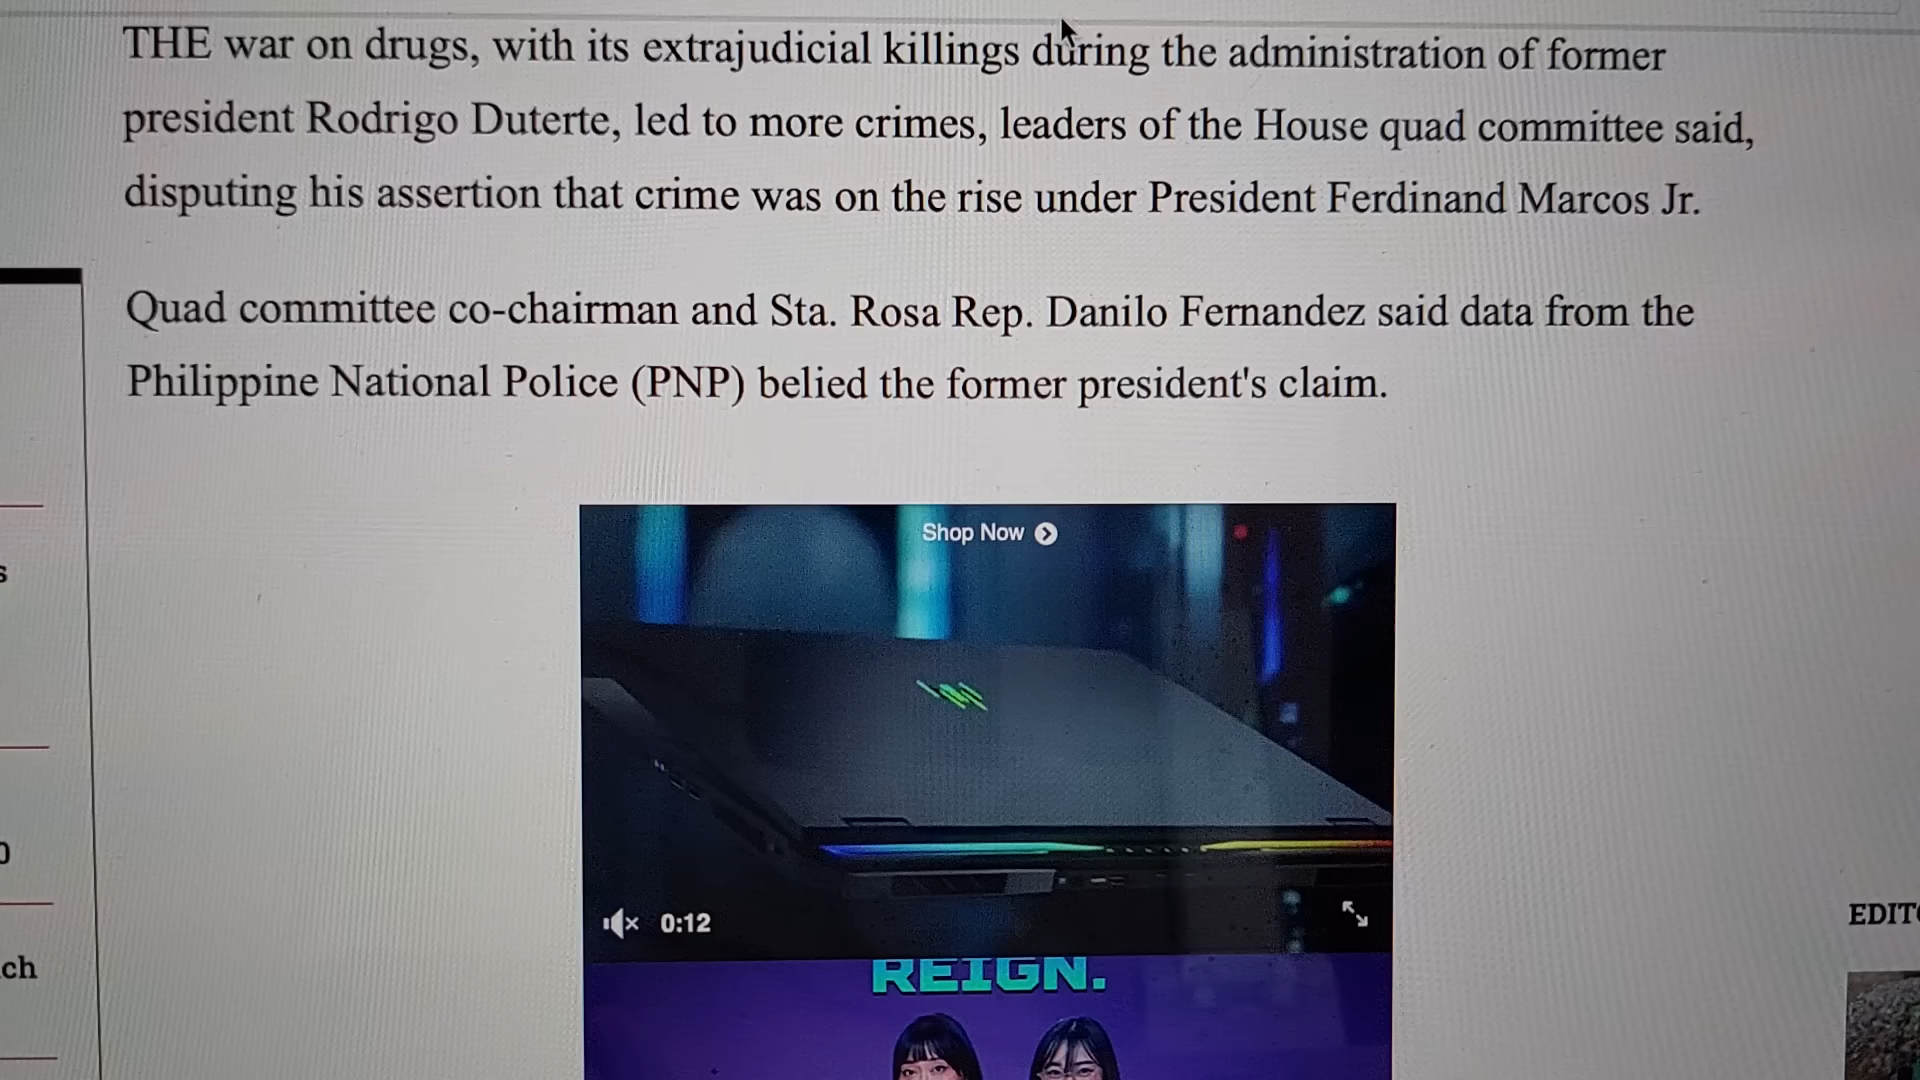 THE war on drugs, with its extrajudicial killings during the administration of former
president Rodrigo Duterte, led to more crimes, leaders of the House quad committee said,
disputing his assertion that crime was on the rise under President Ferdinand Marcos Jr.
Quad committee co-chairman and Sta. Rosa Rep. Danilo Fernandez said data from the
Philippine National Police (PNP) belied the former president's claim.
Shop Now
0:12
REIGN.
ch